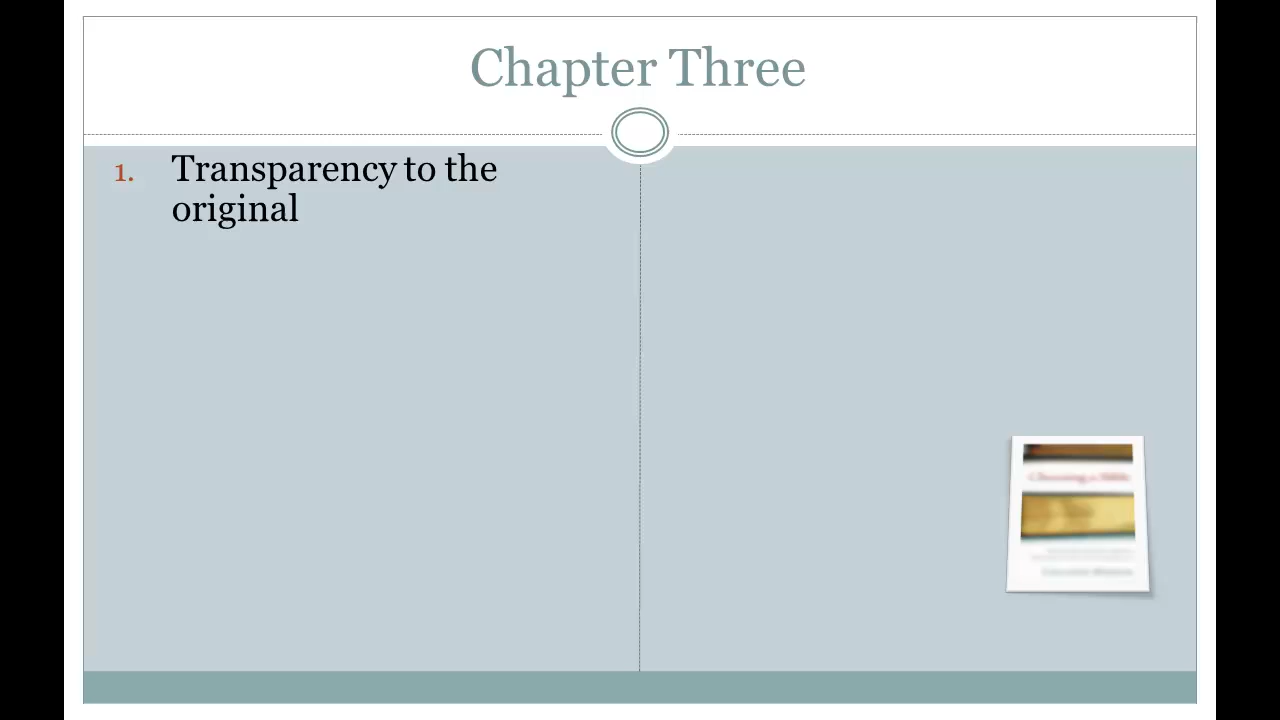 Chapter Three
1. Transparency to the
original